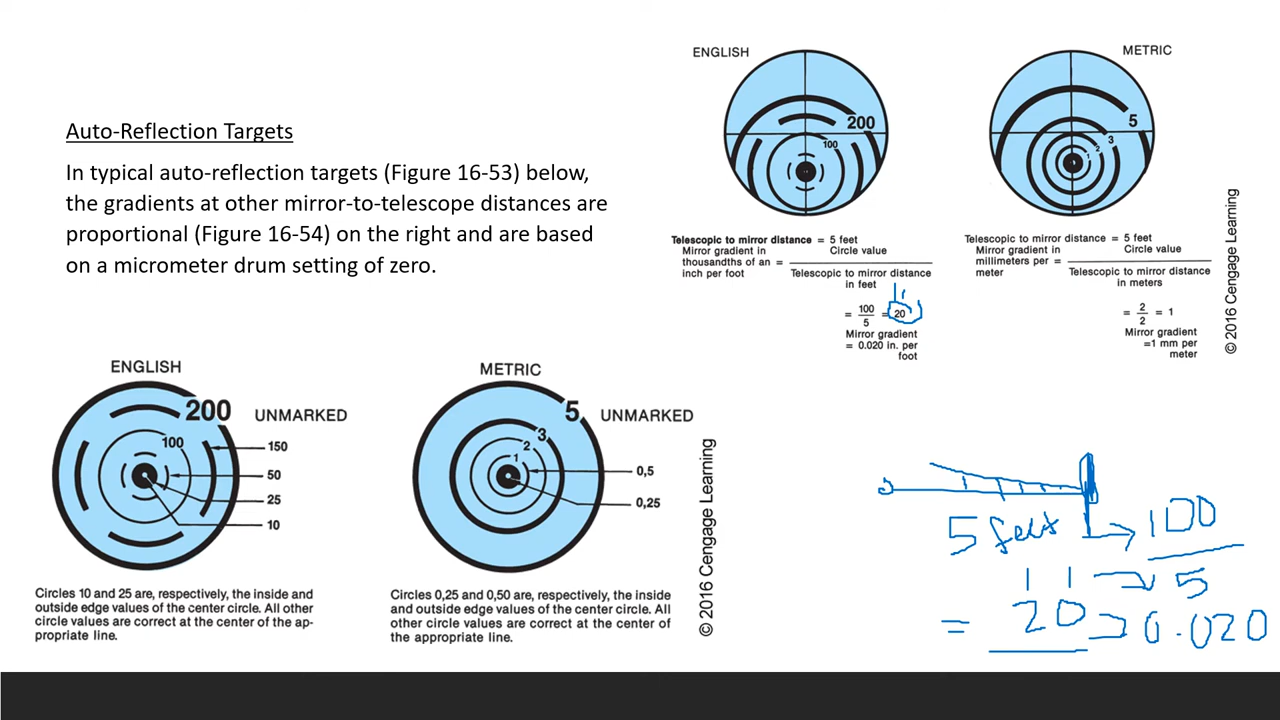 Auto-Reflection Targets
In typical auto-reflection targets (Figure 16-53) below,
the gradients at other mirror-to-telescope distances are
proportional (Figure 16-54) on the right and are based
on a micrometer drum setting of zero.
ENGLISH
200
100
Telescopic to mirror distance = 5 feet
Mirror gradient in
thousandths of an =
inch per foot
Circle value
Telescopic to mirror distance
in feet
= 100/5 = 20
Mirror gradient
= 0.020 in. per
foot
METRIC
5
3
2
1
Telescopic to mirror distance = 5 feet
Mirror gradient in
millimeters per =
meter
Circle value
Telescopic to mirror distance
in meters
= 2/2 = 1
Mirror gradient
=1 mm per
meter
© 2016 Cengage Learning
ENGLISH
200
100
UNMARKED
150
50
25
10
Circles 10 and 25 are, respectively, the inside and
outside edge values of the center circle. All other
circle values are correct at the center of the ap-
propriate line.
METRIC
5
3
2
1
UNMARKED
0,5
0,25
Circles 0,25 and 0,50 are, respectively, the inside
and outside edge values of the center circle. All
other circle values are correct at the center of
the appropriate line.
© 2016 Cengage Learning
5 feet
100
5
= 20
0.020